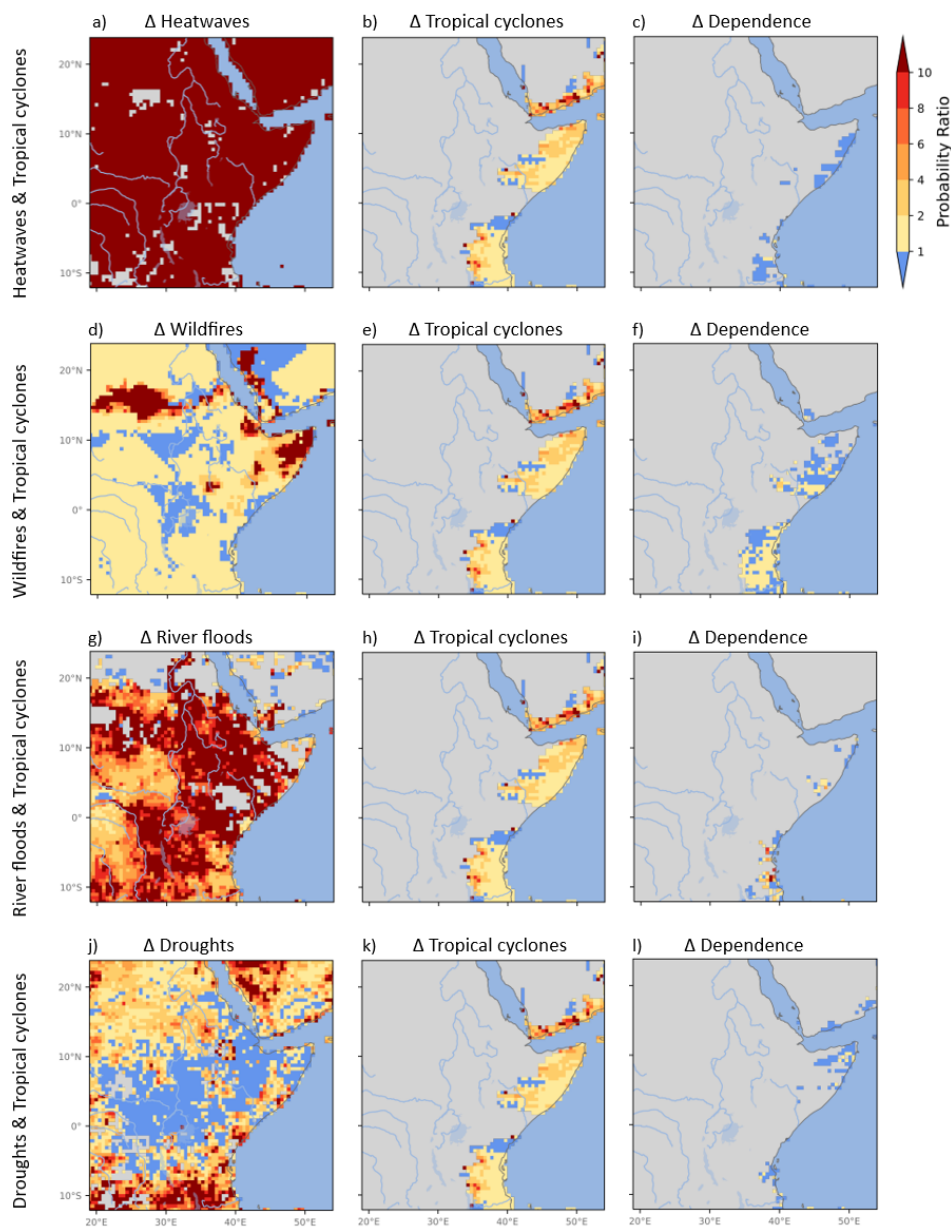 a) Δ Heatwaves
b) Δ Tropical cyclones
c) Δ Dependence
Heatwaves & Tropical cyclones
20°N
10°N
0°
10°S
10
8
6
4
2
1
Probability Ratio
d) Δ Wildfires
e) Δ Tropical cyclones
f) Δ Dependence
Wildfires & Tropical cyclones
20°N
10°N
0°
10°S
g) Δ River floods
h) Δ Tropical cyclones
i) Δ Dependence
River floods & Tropical cyclones
20°N
10°N
0°
10°S
j) Δ Droughts
k) Δ Tropical cyclones
l) Δ Dependence
Droughts & Tropical cyclones
20°N
10°N
0°
10°S
20°E 30°E 40°E 50°E
20°E 30°E 40°E 50°E
20°E 30°E 40°E 50°E